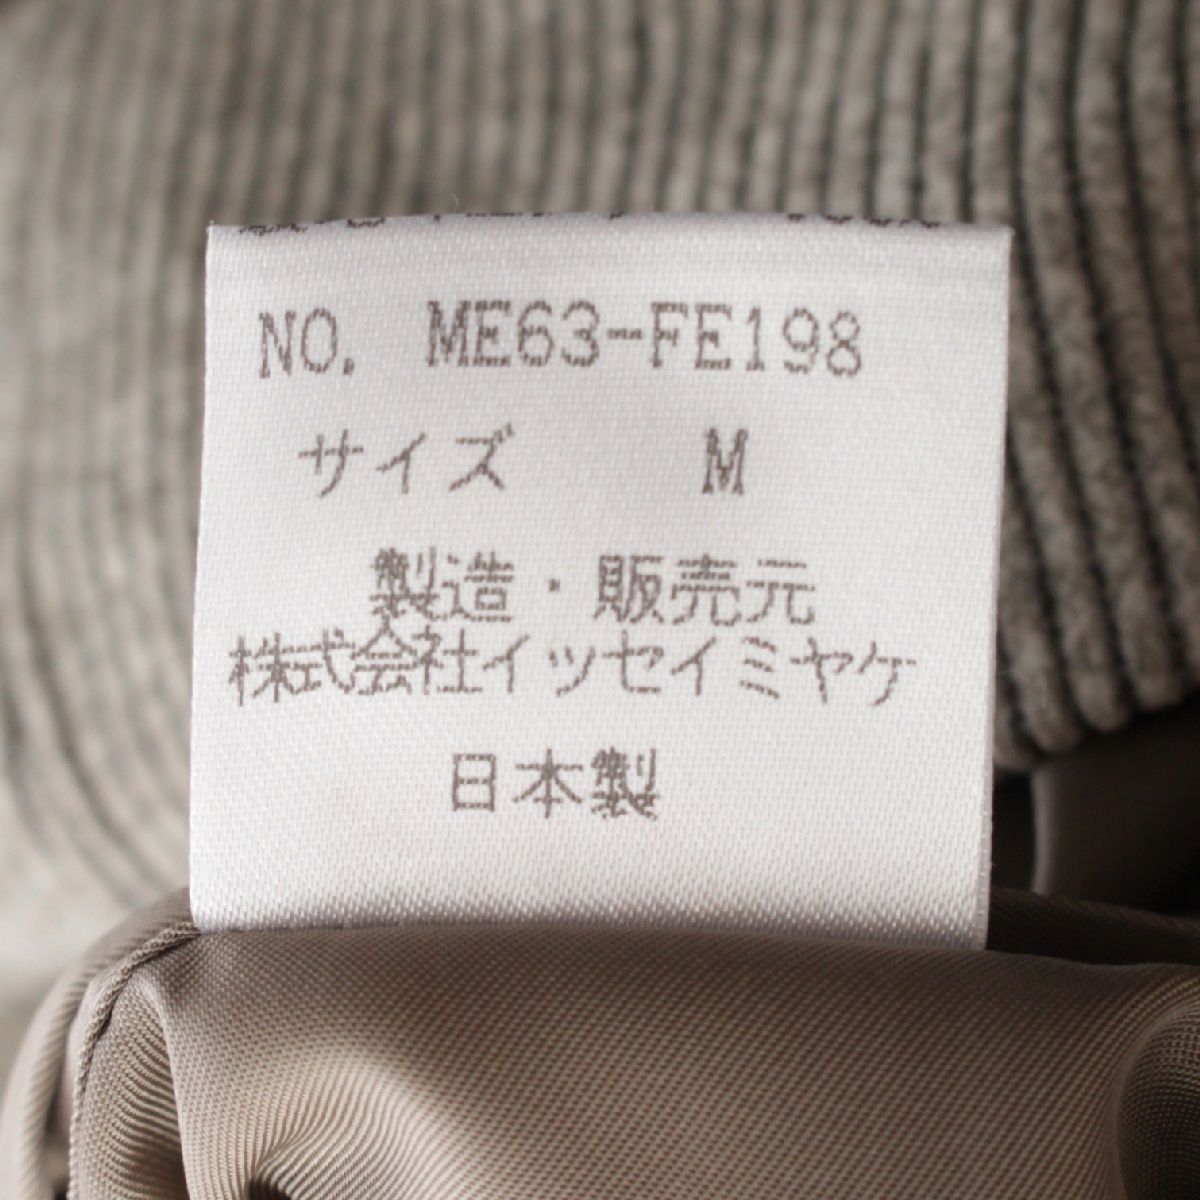 NO. ME63-FE198
サイズ M
製造・販売元
株式会社イッセイミヤケ
日本製